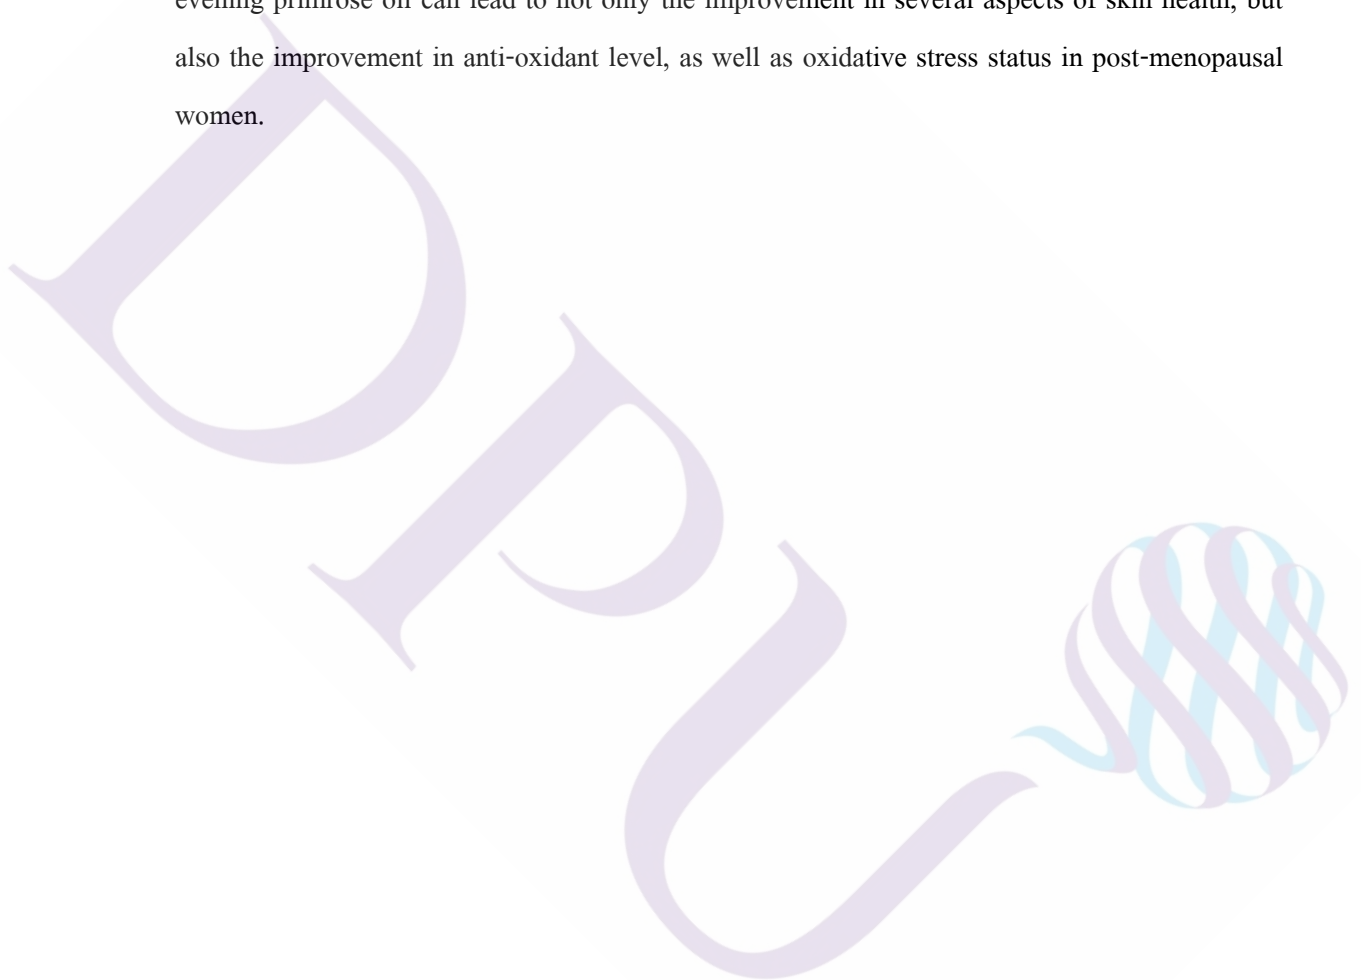 evening primrose oil can lead to not only the improvement in several aspects of skin health, but
also the improvement in anti-oxidant level, as well as oxidative stress status in post-menopausal
women.
DPU